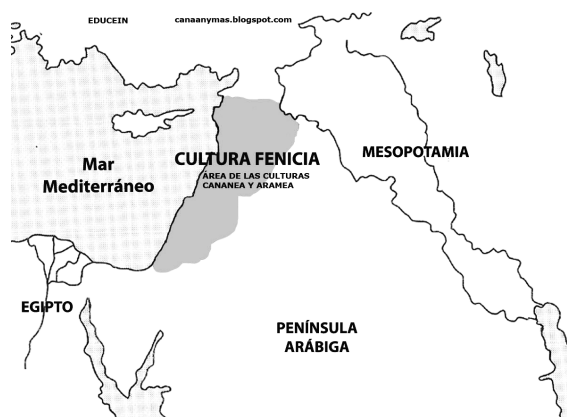 EDUCEIN
canaanymas.blogspot.com
Mar
Mediterráneo
CULTURA FENICIA
ÁREA DE LAS CULTURAS
CANANEA Y ARAMEA
MESOPOTAMIA
EGIPTO
PENÍNSULA
ARÁBIGA